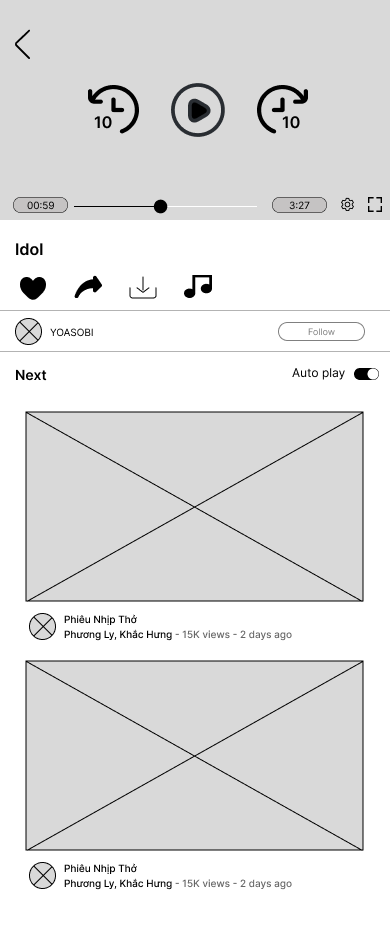 10
10
00:59
3:27
Idol
YOASOBI
Follow
Next
Auto play
Phiêu Nhịp Thở
Phương Ly, Khắc Hưng - 15K views - 2 days ago
Phiêu Nhịp Thở
Phương Ly, Khắc Hưng - 15K views - 2 days ago